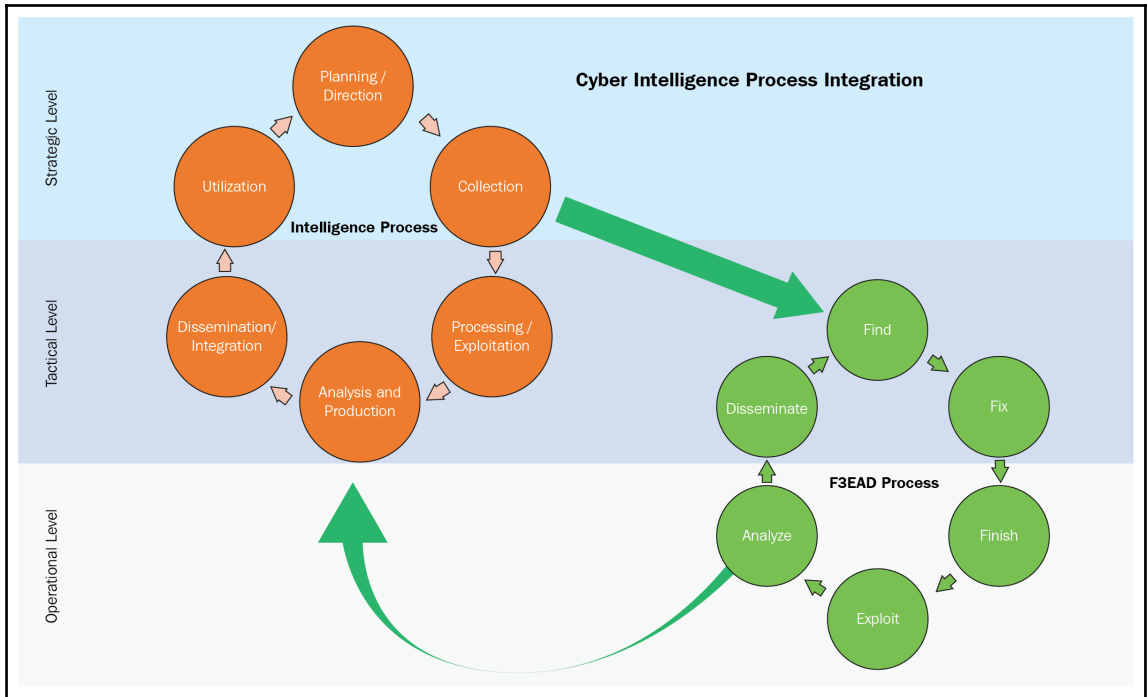 Cyber Intelligence Process Integration
Strategic Level
Planning /
Direction
Utilization
Collection
Intelligence Process
Tactical Level
Dissemination/
Integration
Processing /
Exploitation
Analysis and
Production
Find
Disseminate
Fix
F3EAD Process
Operational Level
Analyze
Finish
Exploit